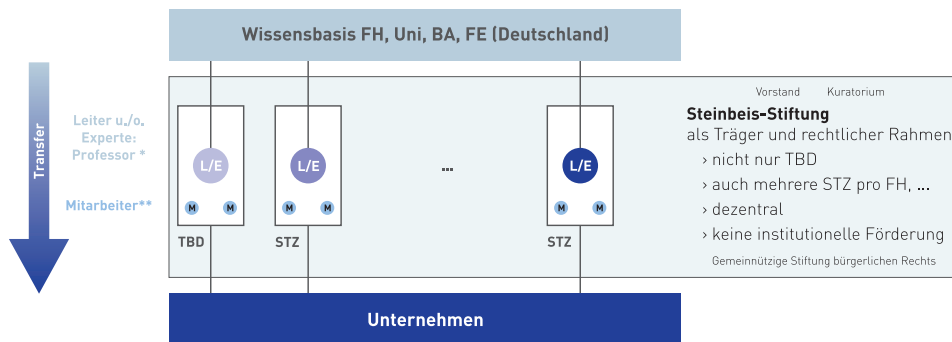 Wissensbasis FH, Uni, BA, FE (Deutschland)
Transfer
Leiter u./o.
Experte:
Professor *
Mitarbeiter**
L/E
M M
TBD
L/E
M M
STZ
...
L/E
M M
STZ
Vorstand Kuratorium
Steinbeis-Stiftung
als Träger und rechtlicher Rahmen
› nicht nur TBD
› auch mehrere STZ pro FH, ...
› dezentral
› keine institutionelle Förderung
Gemeinnützige Stiftung bürgerlichen Rechts
Unternehmen